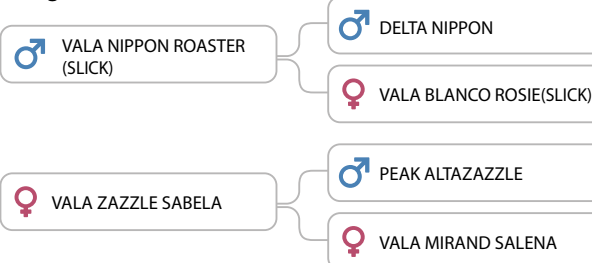 VALA NIPPON ROASTER
(SLICK)
DELTA NIPPON
VALA BLANCO ROSIE(SLICK)
VALA ZAZZLE SABELA
PEAK ALTAZAZZLE
VALA MIRAND SALENA